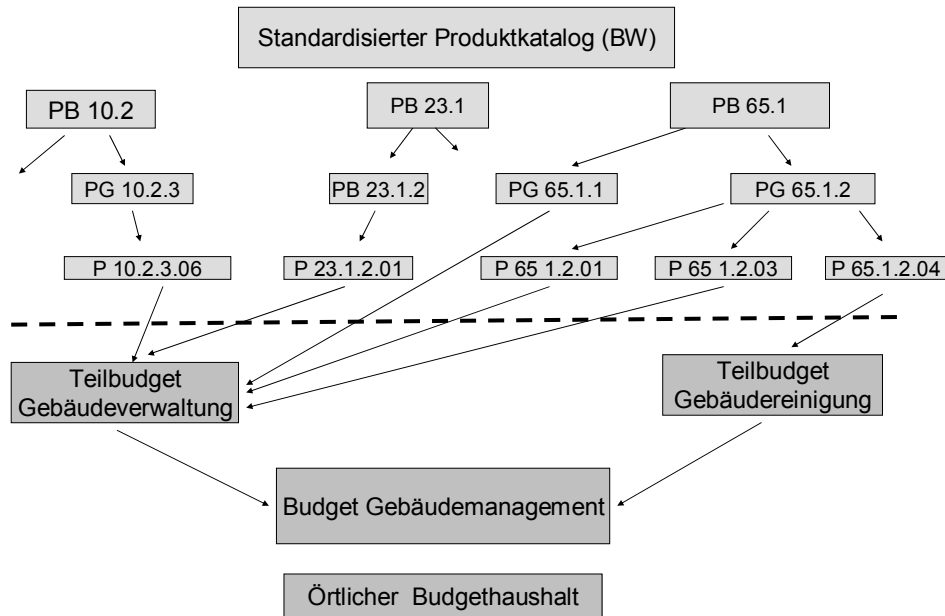 Standardisierter Produktkatalog (BW)
PB 10.2
PB 23.1
PB 65.1
PG 10.2.3
PB 23.1.2
PG 65.1.1
PG 65.1.2
P 10.2.3.06
P 23.1.2.01
P 65 1.2.01
P 65 1.2.03
P 65.1.2.04
Teilbudget
Gebäudeverwaltung
Teilbudget
Gebäudereinigung
Budget Gebäudemanagement
Örtlicher Budgethaushalt